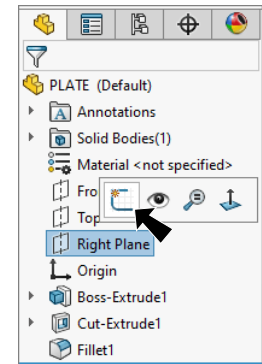 PLATE (Default)
Annotations
Solid Bodies(1)
Material <not specified>
Fro
Top
Right Plane
Origin
Boss-Extrude1
Cut-Extrude1
Fillet1